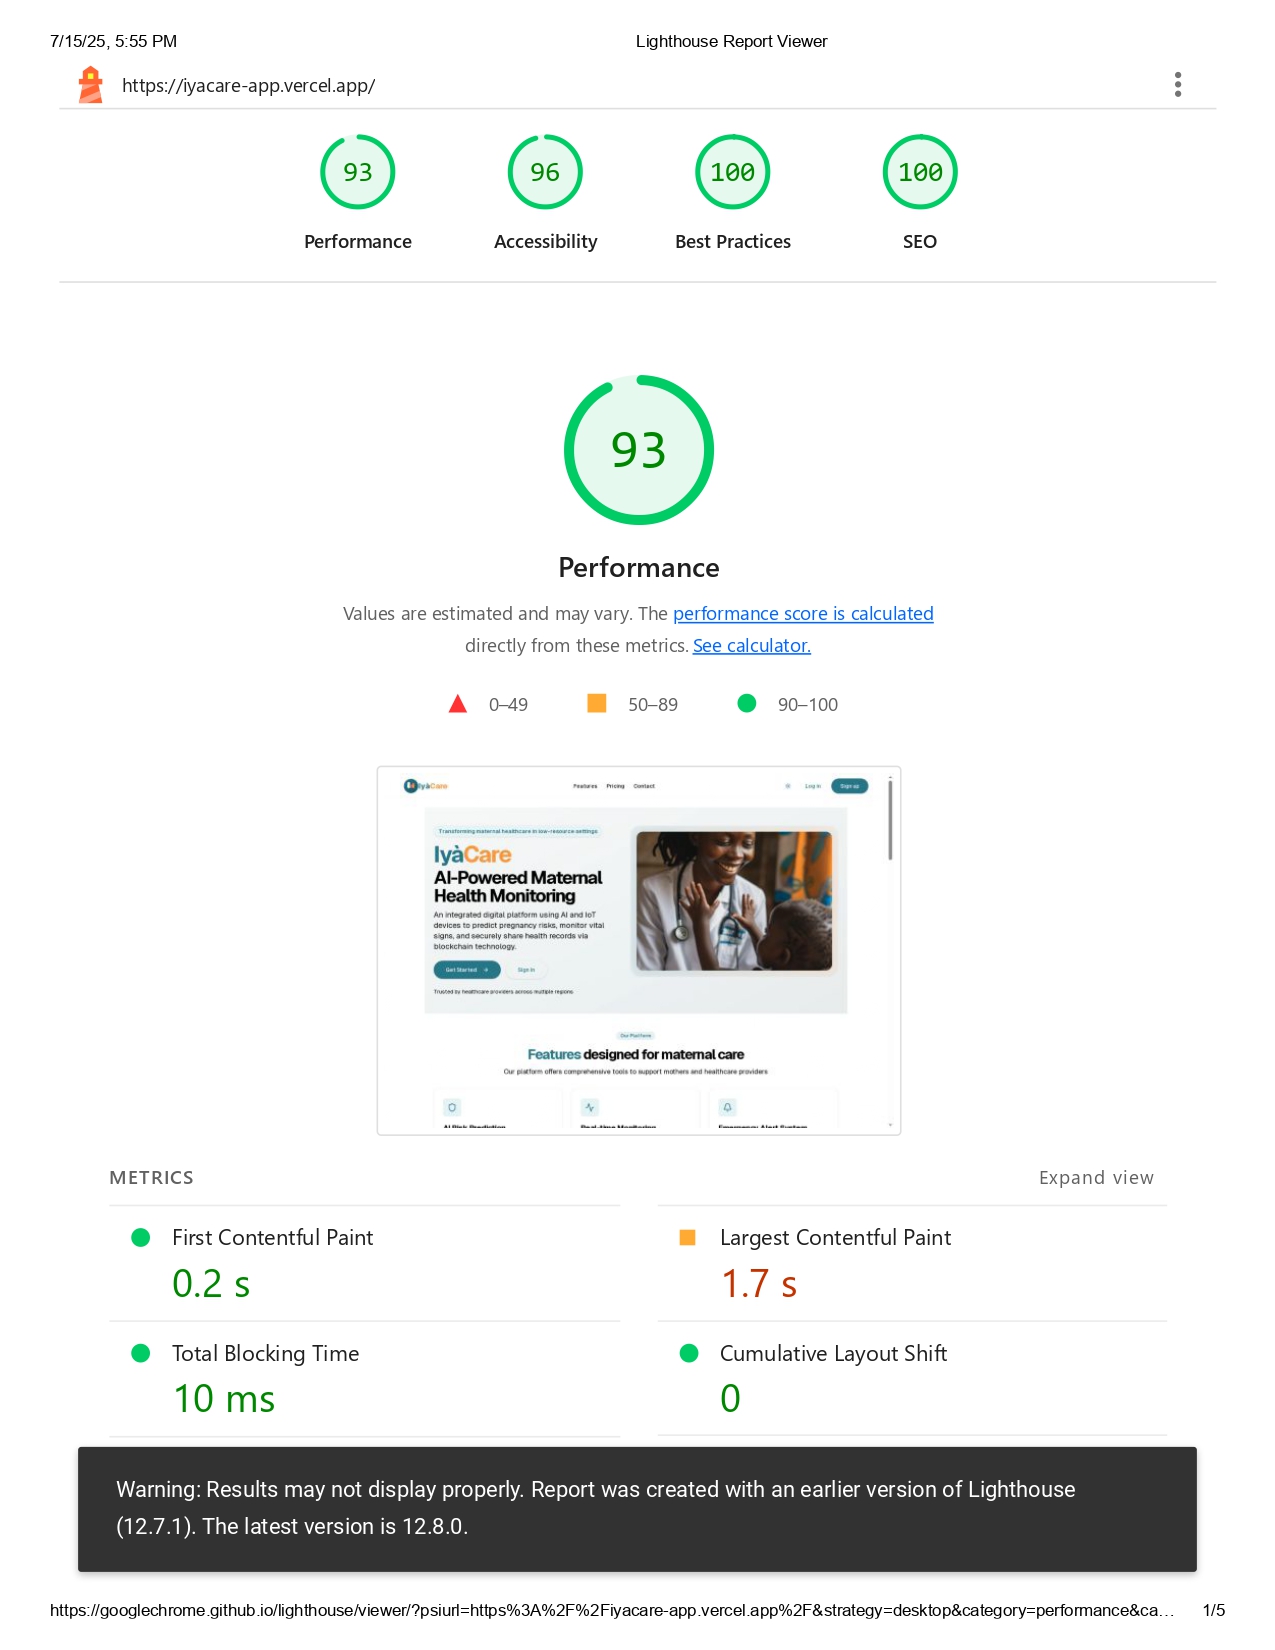 7/15/25, 5:55 PM
Lighthouse Report Viewer
https://iyacare-app.vercel.app/
93
96
100
100
Performance
Accessibility
Best Practices
SEO
93
Performance
Values are estimated and may vary. The performance score is calculated
directly from these metrics. See calculator.
0–49
50–89
90–100
IyàCare
Features
Pricing
Contact
Log in
Sign up
Transforming maternal healthcare in low-resource settings
IyàCare
AI-Powered Maternal
Health Monitoring
An integrated digital platform using AI and IoT
devices to predict pregnancy risks, monitor vital
signs, and securely share health records via
blockchain technology.
Get Started
Sign in
Trusted by healthcare providers across multiple regions
Our Platform
Features designed for maternal care
Our platform offers comprehensive tools to support mothers and healthcare providers
AI Risk Prediction
Real-time Monitoring
Emergency Alert System
METRICS
Expand view
First Contentful Paint
0.2 s
Largest Contentful Paint
1.7 s
Total Blocking Time
10 ms
Cumulative Layout Shift
0
Warning: Results may not display properly. Report was created with an earlier version of Lighthouse
(12.7.1). The latest version is 12.8.0.
https://googlechrome.github.io/lighthouse/viewer/?psiurl=https%3A%2F%2Fiyacare-app.vercel.app%2F&strategy=desktop&category=performance&ca…
1/5